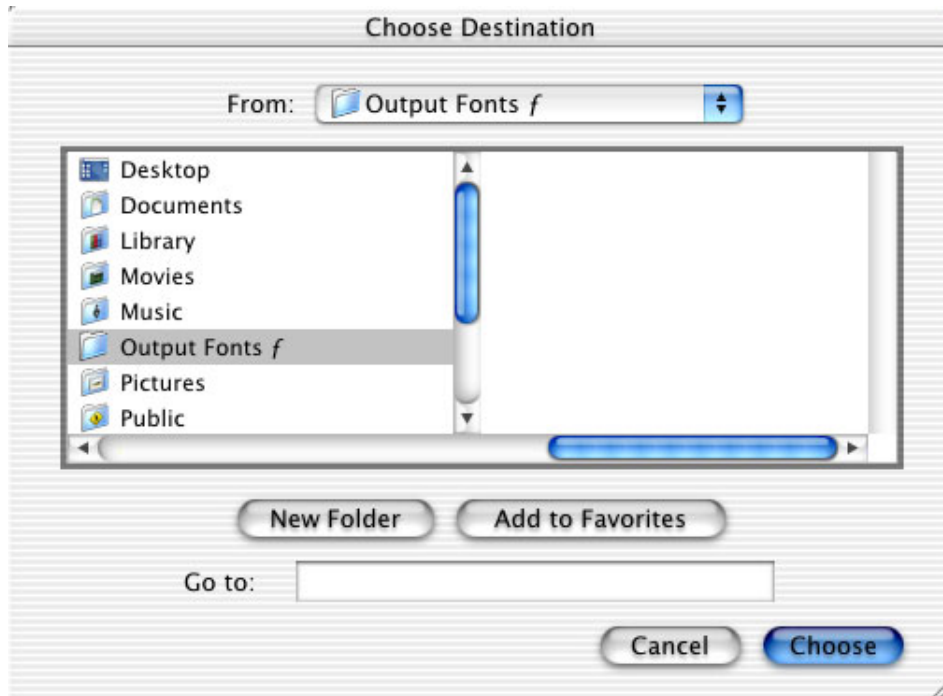 Choose Destination
From: Output Fonts ƒ
Desktop
Documents
Library
Movies
Music
Output Fonts ƒ
Pictures
Public
New Folder Add to Favorites
Go to:
Cancel Choose